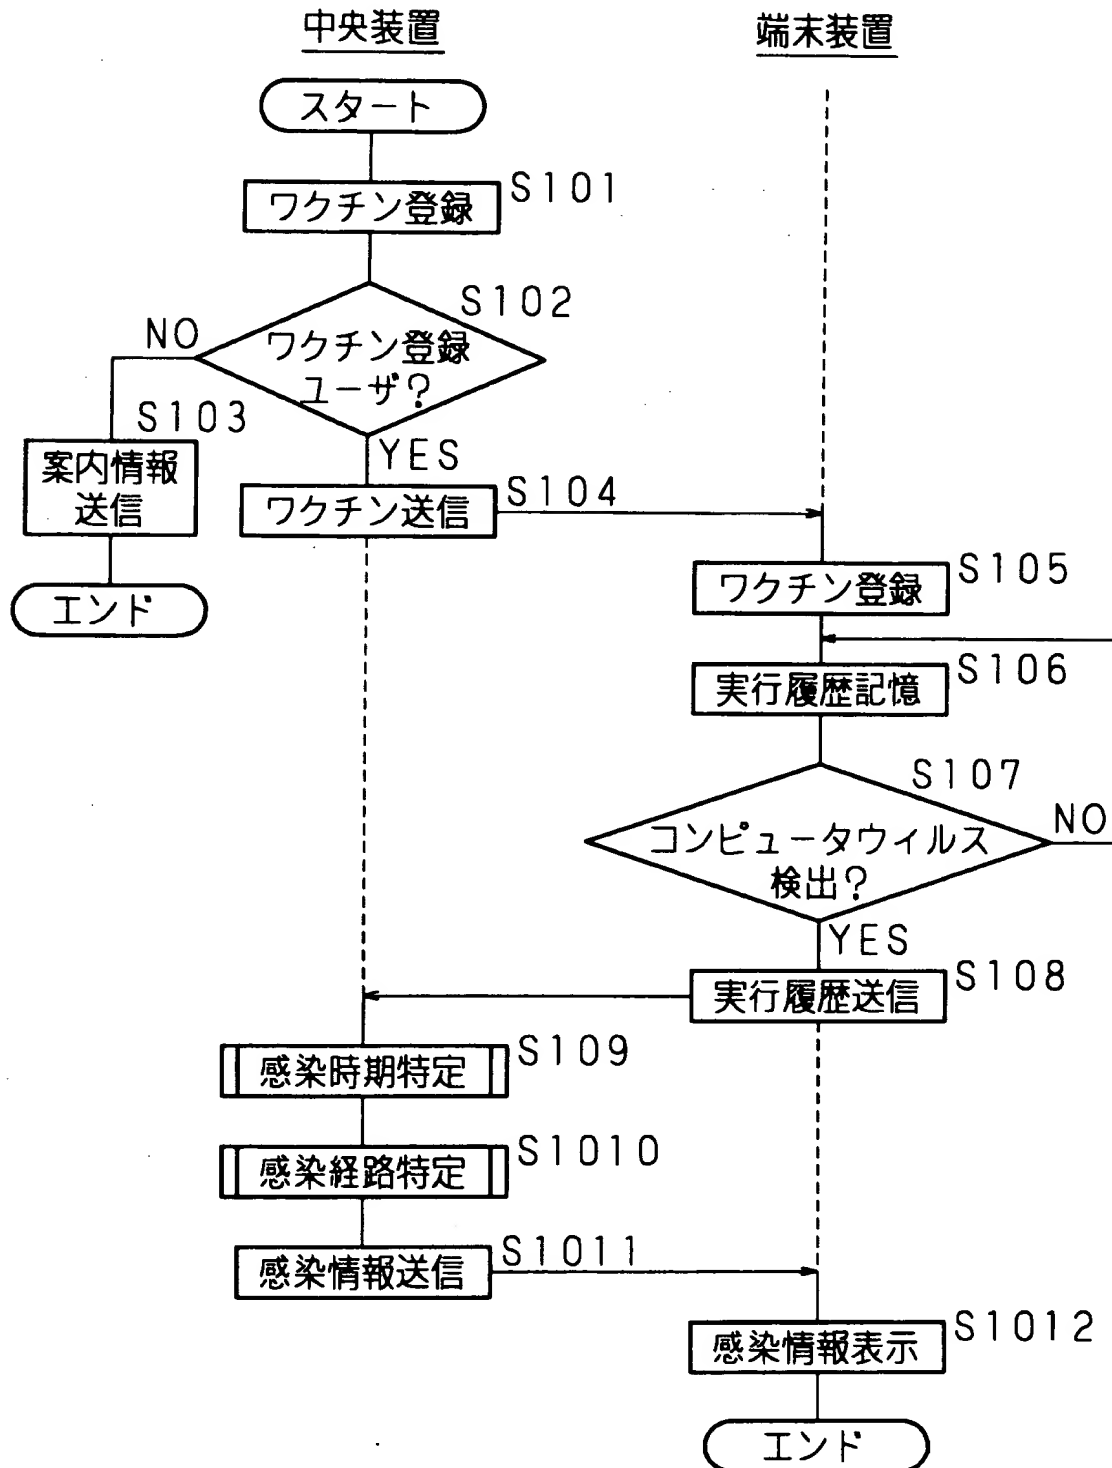 中央装置
端末装置
スタート
ワクチン登録
S101
ワクチン登録
ユーザ?
S102
NO
S103
案内情報
送信
エンド
YES
ワクチン送信
S104
ワクチン登録
S105
実行履歴記憶
S106
S107
コンピュータウィルス
検出?
NO
YES
実行履歴送信
S108
感染時期特定
S109
感染経路特定
S1010
感染情報送信
S1011
感染情報表示
S1012
エンド